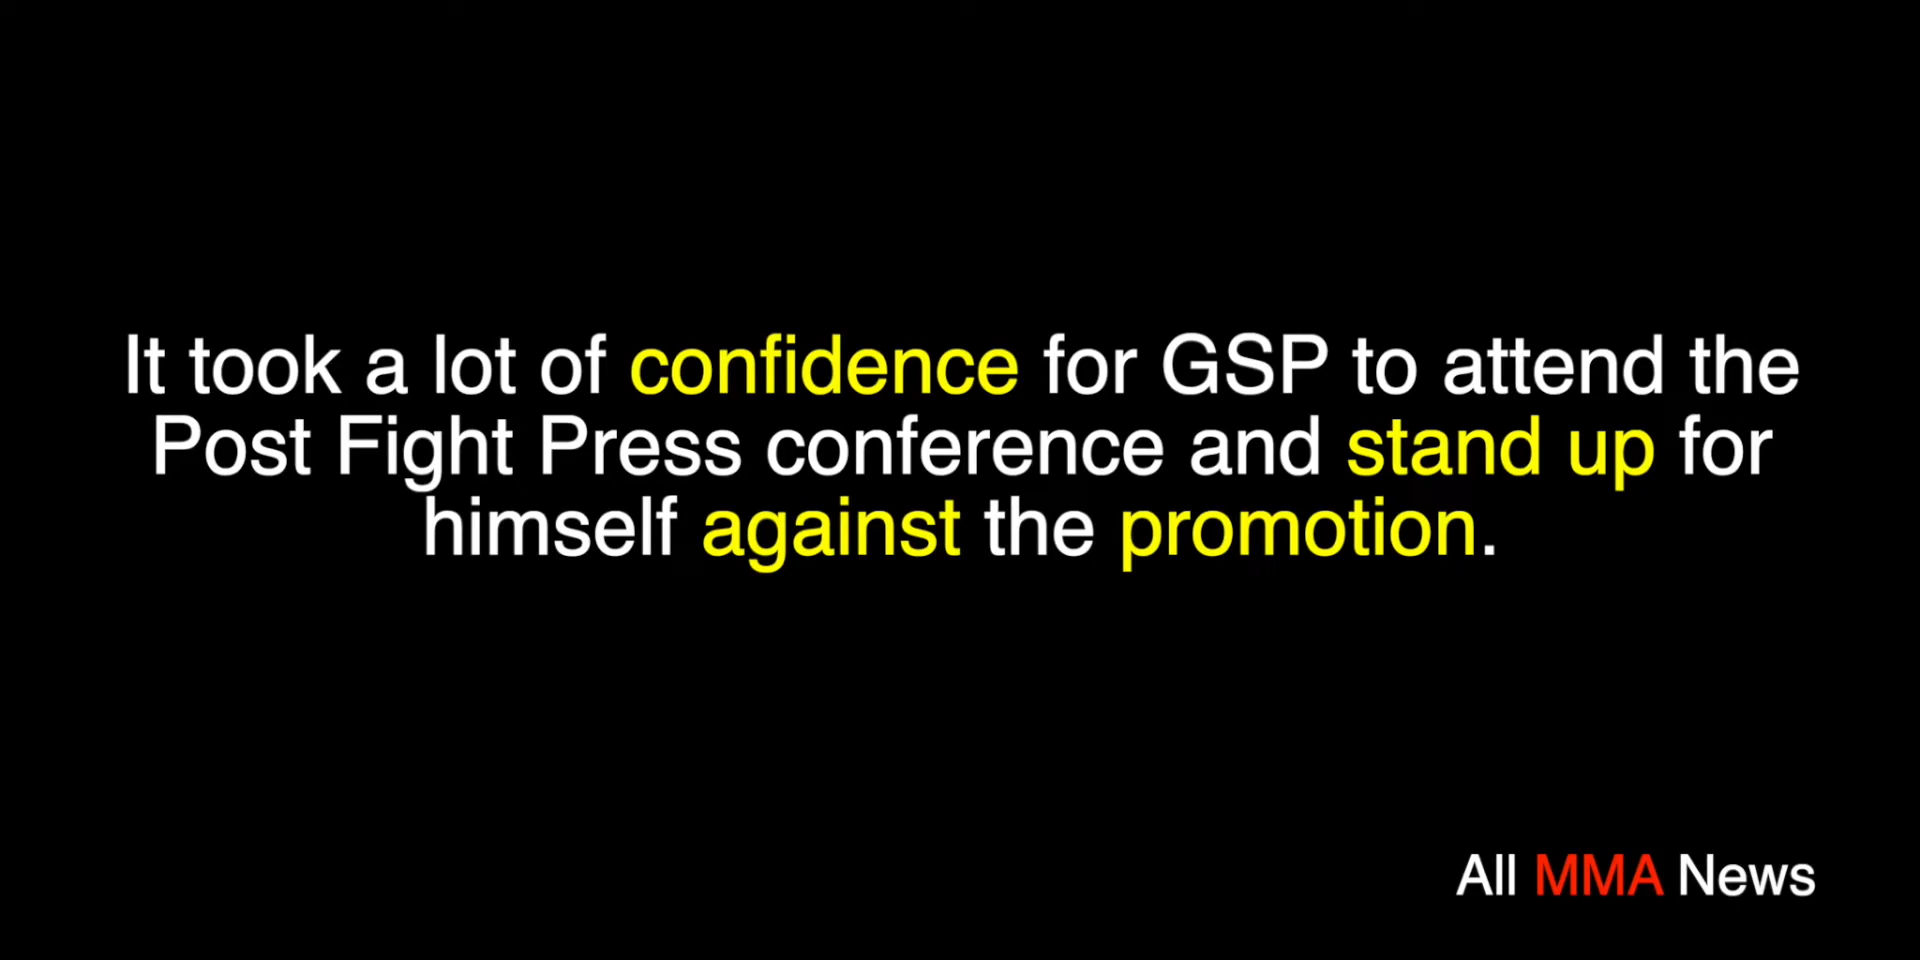 It took a lot of confidence for GSP to attend the
Post Fight Press conference and stand up for
himself against the promotion.
All MMA News